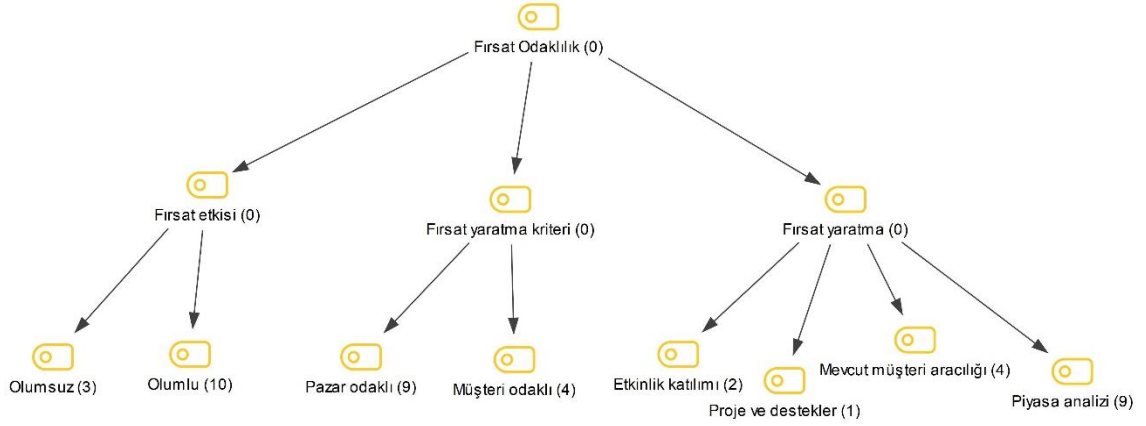 Fırsat Odaklılık (0)
Fırsat etkisi (0)
Fırsat yaratma kriteri (0)
Fırsat yaratma (0)
Olumsuz (3)
Olumlu (10)
Pazar odaklı (9)
Müşteri odaklı (4)
Etkinlik katılımı (2)
Proje ve destekler (1)
Mevcut müşteri aracılığı (4)
Piyasa analizi (9)